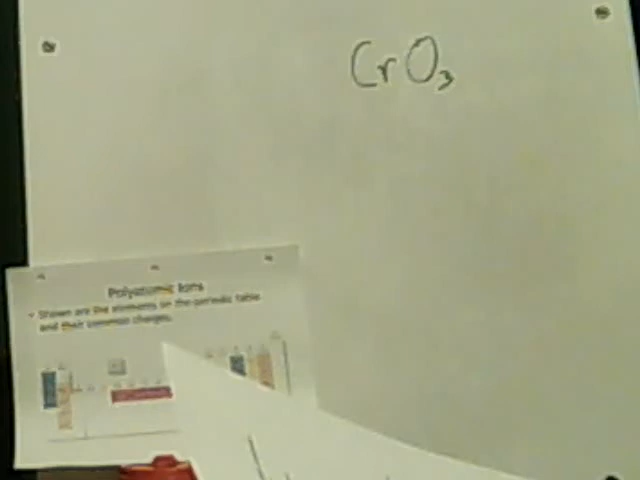 CrO₃
Polyatomic Ions
Shown are the elements on the periodic table
and their common charges.